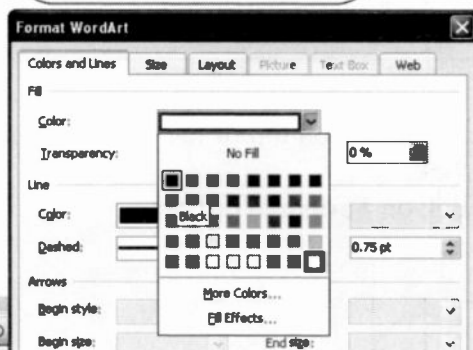 Format WordArt
Colors and Lines Size Layout Picture Text Box Web
Fill
Color:
Transparency: No Fill 0 %
Line
Color: Black
Dashed: 0.75 pt
Arrows
Begin style: More Colors...
Fill Effects...
Begin size: End size: